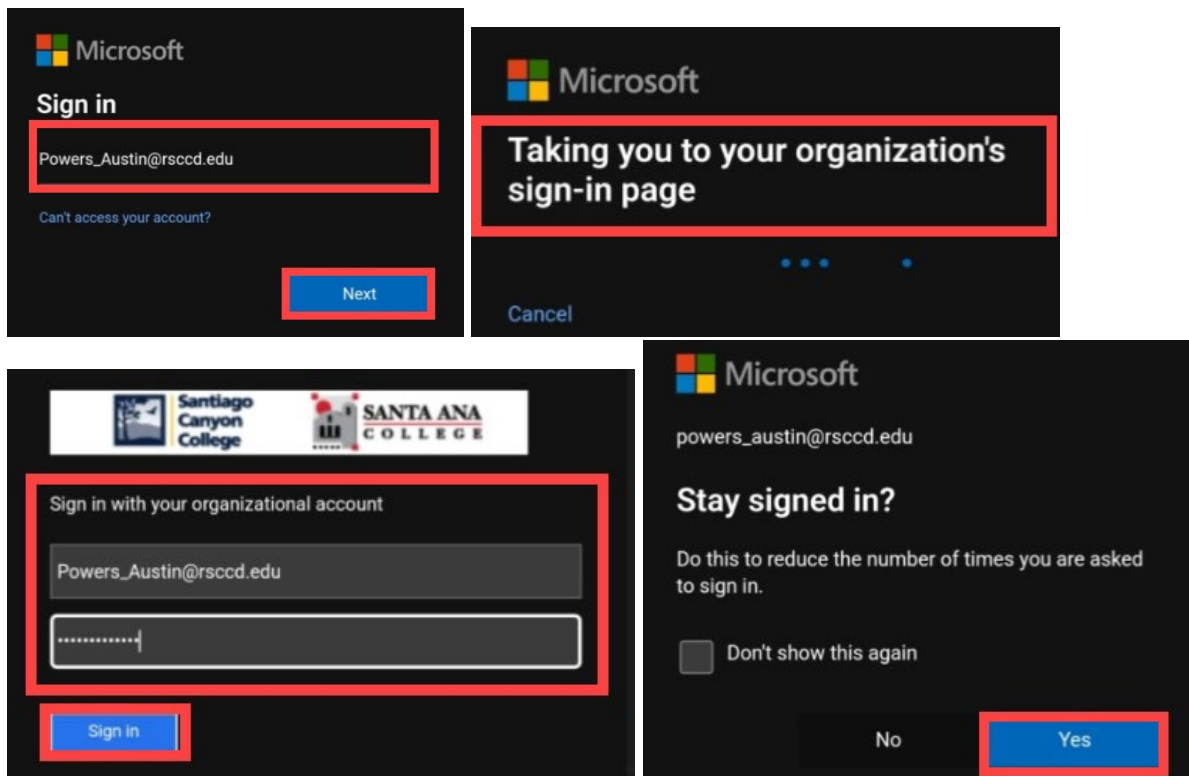 Microsoft
Sign in
Powers_Austin@rsccd.edu
Can't access your account?
Next
Microsoft
Taking you to your organization's
sign-in page
Cancel
Santiago
Canyon
College
SANTA ANA
COLLEGE
Sign in with your organizational account
Powers_Austin@rsccd.edu
Sign in
Microsoft
powers_austin@rsccd.edu
Stay signed in?
Do this to reduce the number of times you are asked
to sign in.
Don't show this again
No
Yes